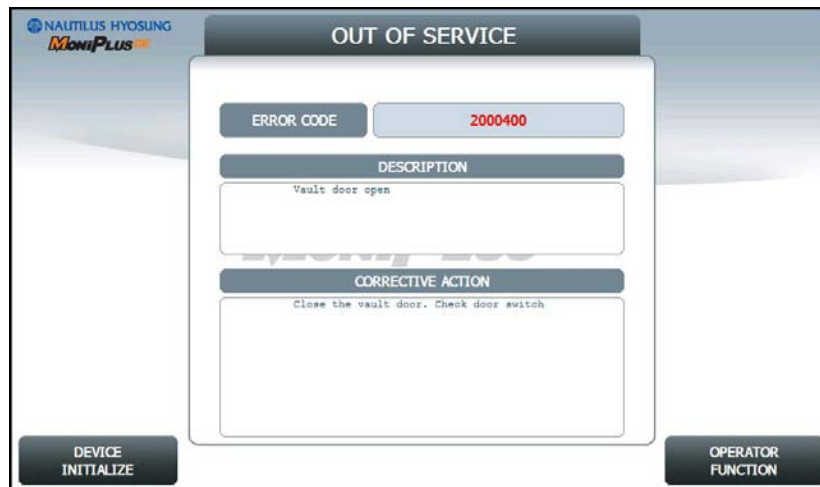 NAUTILUS HYOSUNG
MoniPlus
OUT OF SERVICE
ERROR CODE
2000400
DESCRIPTION
Vault door open
CORRECTIVE ACTION
Close the vault door. Check door switch
DEVICE
INITIALIZE
OPERATOR
FUNCTION